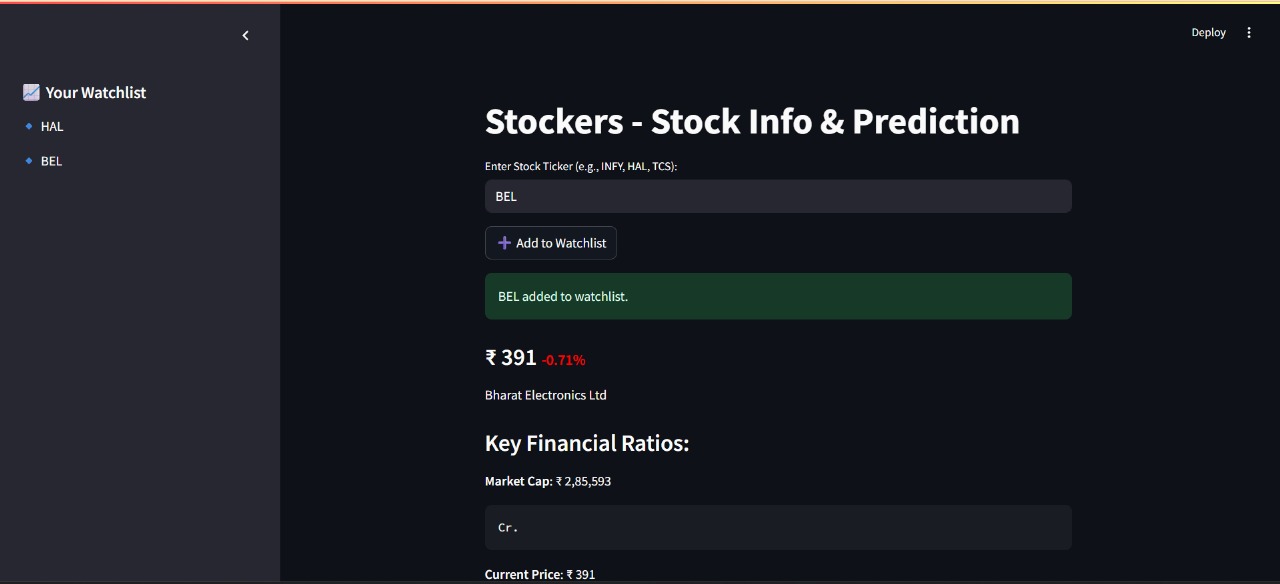 Deploy
Your Watchlist
HAL
BEL
Stockers - Stock Info & Prediction
Enter Stock Ticker (e.g., INFY, HAL, TCS):
BEL
Add to Watchlist
BEL added to watchlist.
₹ 391 -0.71%
Bharat Electronics Ltd
Key Financial Ratios:
Market Cap: ₹ 2,85,593
Cr.
Current Price: ₹ 391